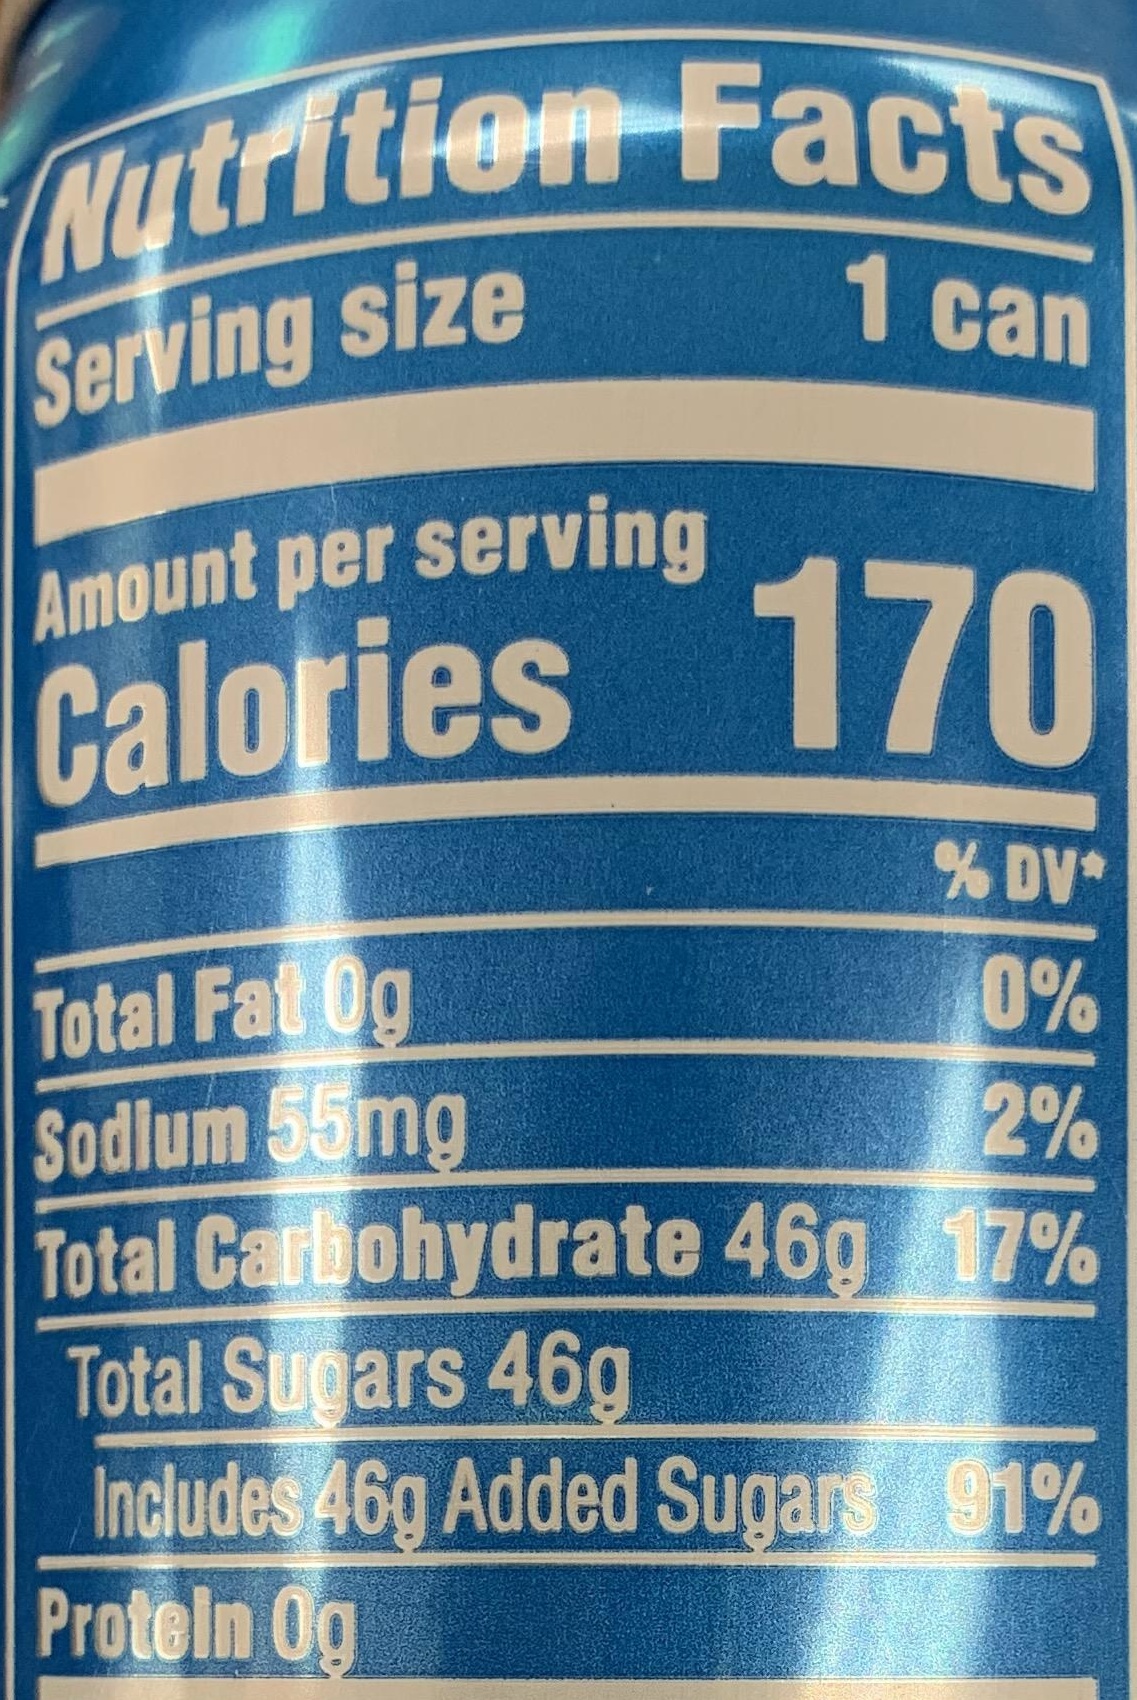 Nutrition Facts
Serving size 1 can
Amount per serving
Calories 170
% DV*
Total Fat 0g 0%
Sodium 55mg 2%
Total Carbohydrate 46g 17%
Total Sugars 46g
Includes 46g Added Sugars 91%
Protein 0g